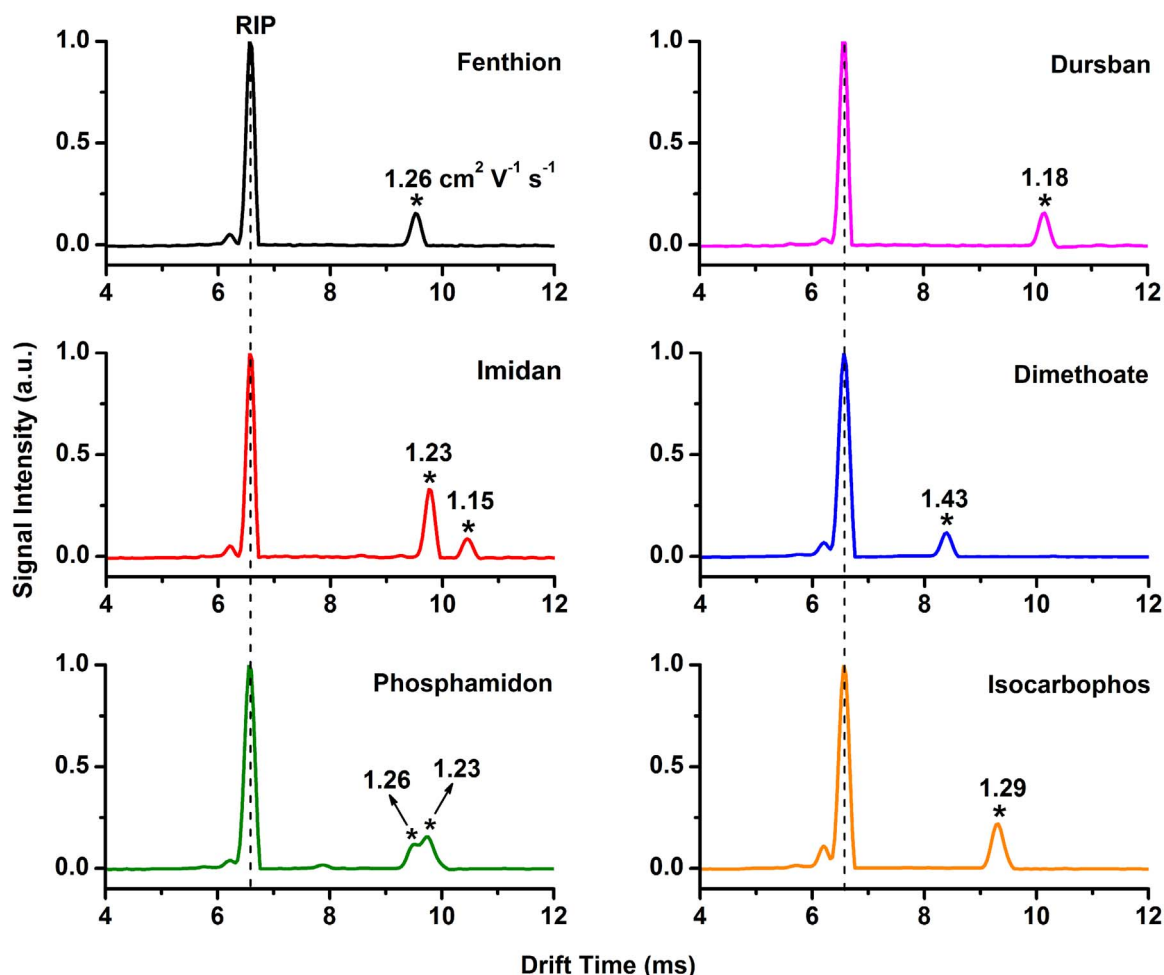 RIP
1.0
Fenthion
0.5
1.26 cm² V⁻¹ s⁻¹
*
0.0
4 6 8 10 12
1.0
Dursban
0.5
1.18
*
0.0
4 6 8 10 12
1.0
Imidan
0.5
1.23
*
1.15
*
0.0
4 6 8 10 12
1.0
Dimethoate
0.5
1.43
*
0.0
4 6 8 10 12
1.0
Phosphamidon
0.5
1.26 1.23
* *
0.0
4 6 8 10 12
1.0
Isocarbophos
0.5
1.29
*
0.0
4 6 8 10 12
Signal Intensity (a.u.)
Drift Time (ms)